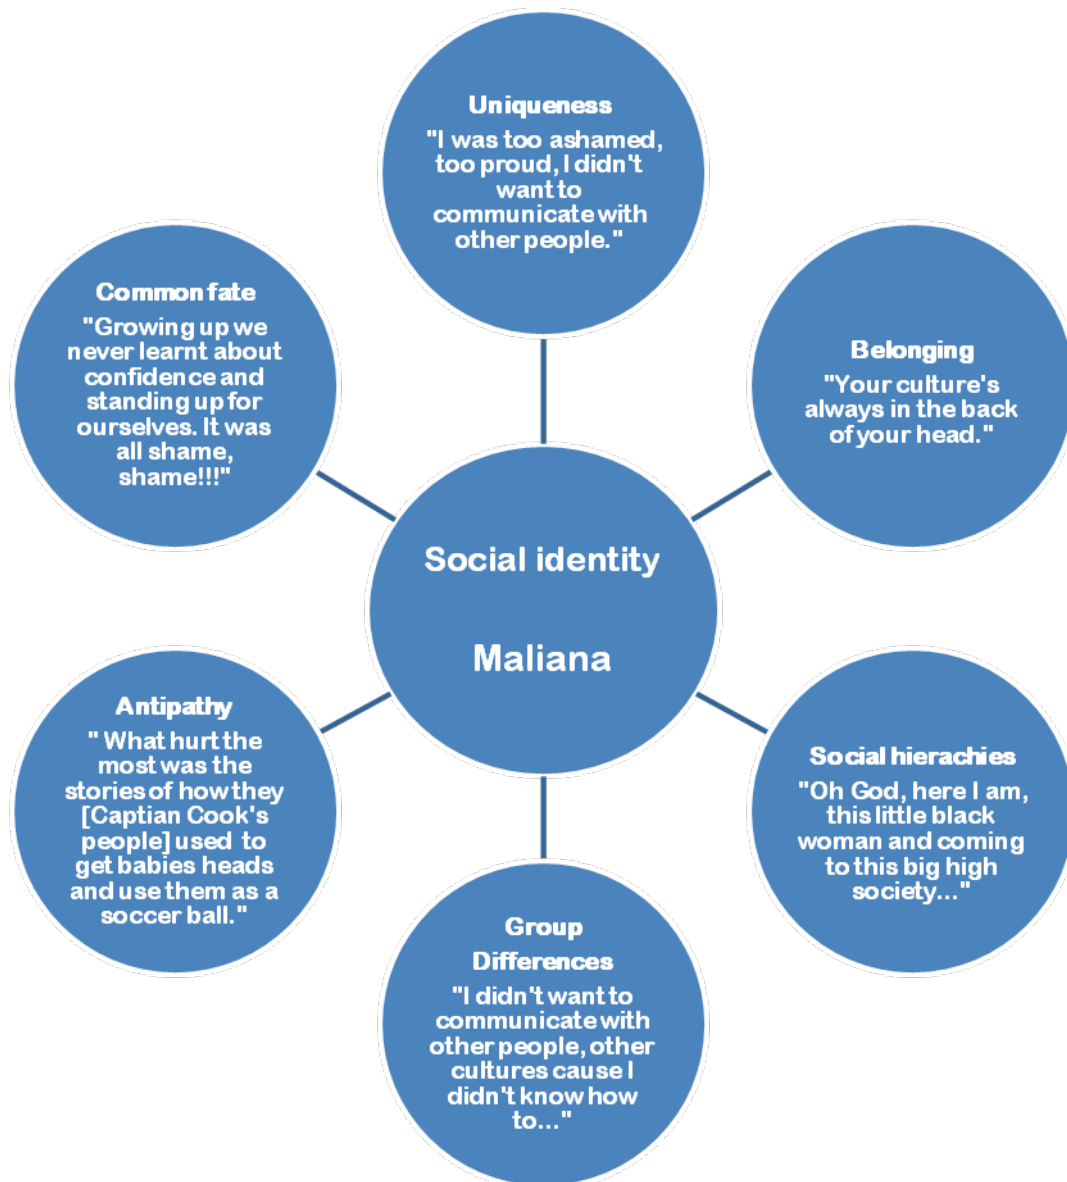 Uniqueness
"I was too ashamed,
too proud, I didn't
want to
communicate with
other people."
Belonging
"Your culture's
always in the back
of your head."
Social hierachies
"Oh God, here I am,
this little black
woman and coming
to this big high
society..."
Group
Differences
"I didn't want to
communicate with
other people, other
cultures cause I
didn't know how
to..."
Antipathy
" What hurt the
most was the
stories of how they
[Captian Cook's
people] used to
get babies heads
and use them as a
soccer ball."
Common fate
"Growing up we
never learnt about
confidence and
standing up for
ourselves. It was
all shame,
shame!!!"
Social identity
Maliana